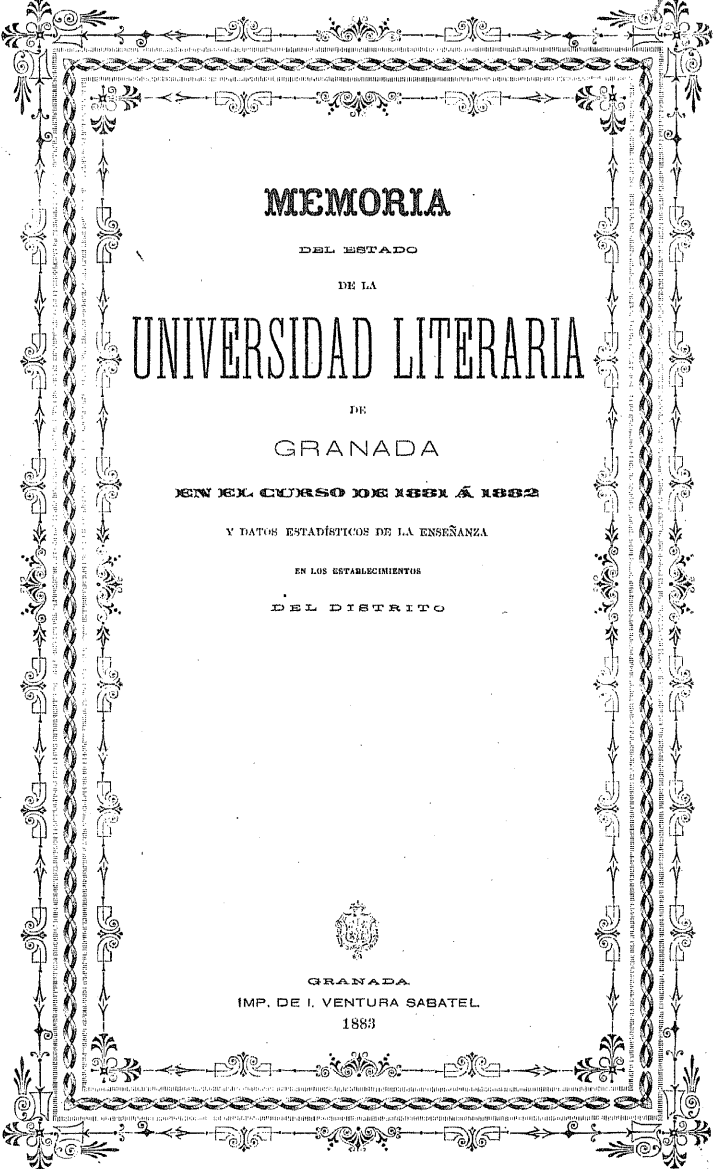 MEMORIA
DEL ESTADO
DE LA
UNIVERSIDAD LITERARIA
DE
GRANADA
EN EL CURSO DE 1881 Á 1882
Y DATOS ESTADÍSTICOS DE LA ENSEÑANZA
EN LOS ESTABLECIMIENTOS
DEL DISTRITO
GRANADA.
IMP. DE I. VENTURA SABATEL
1883